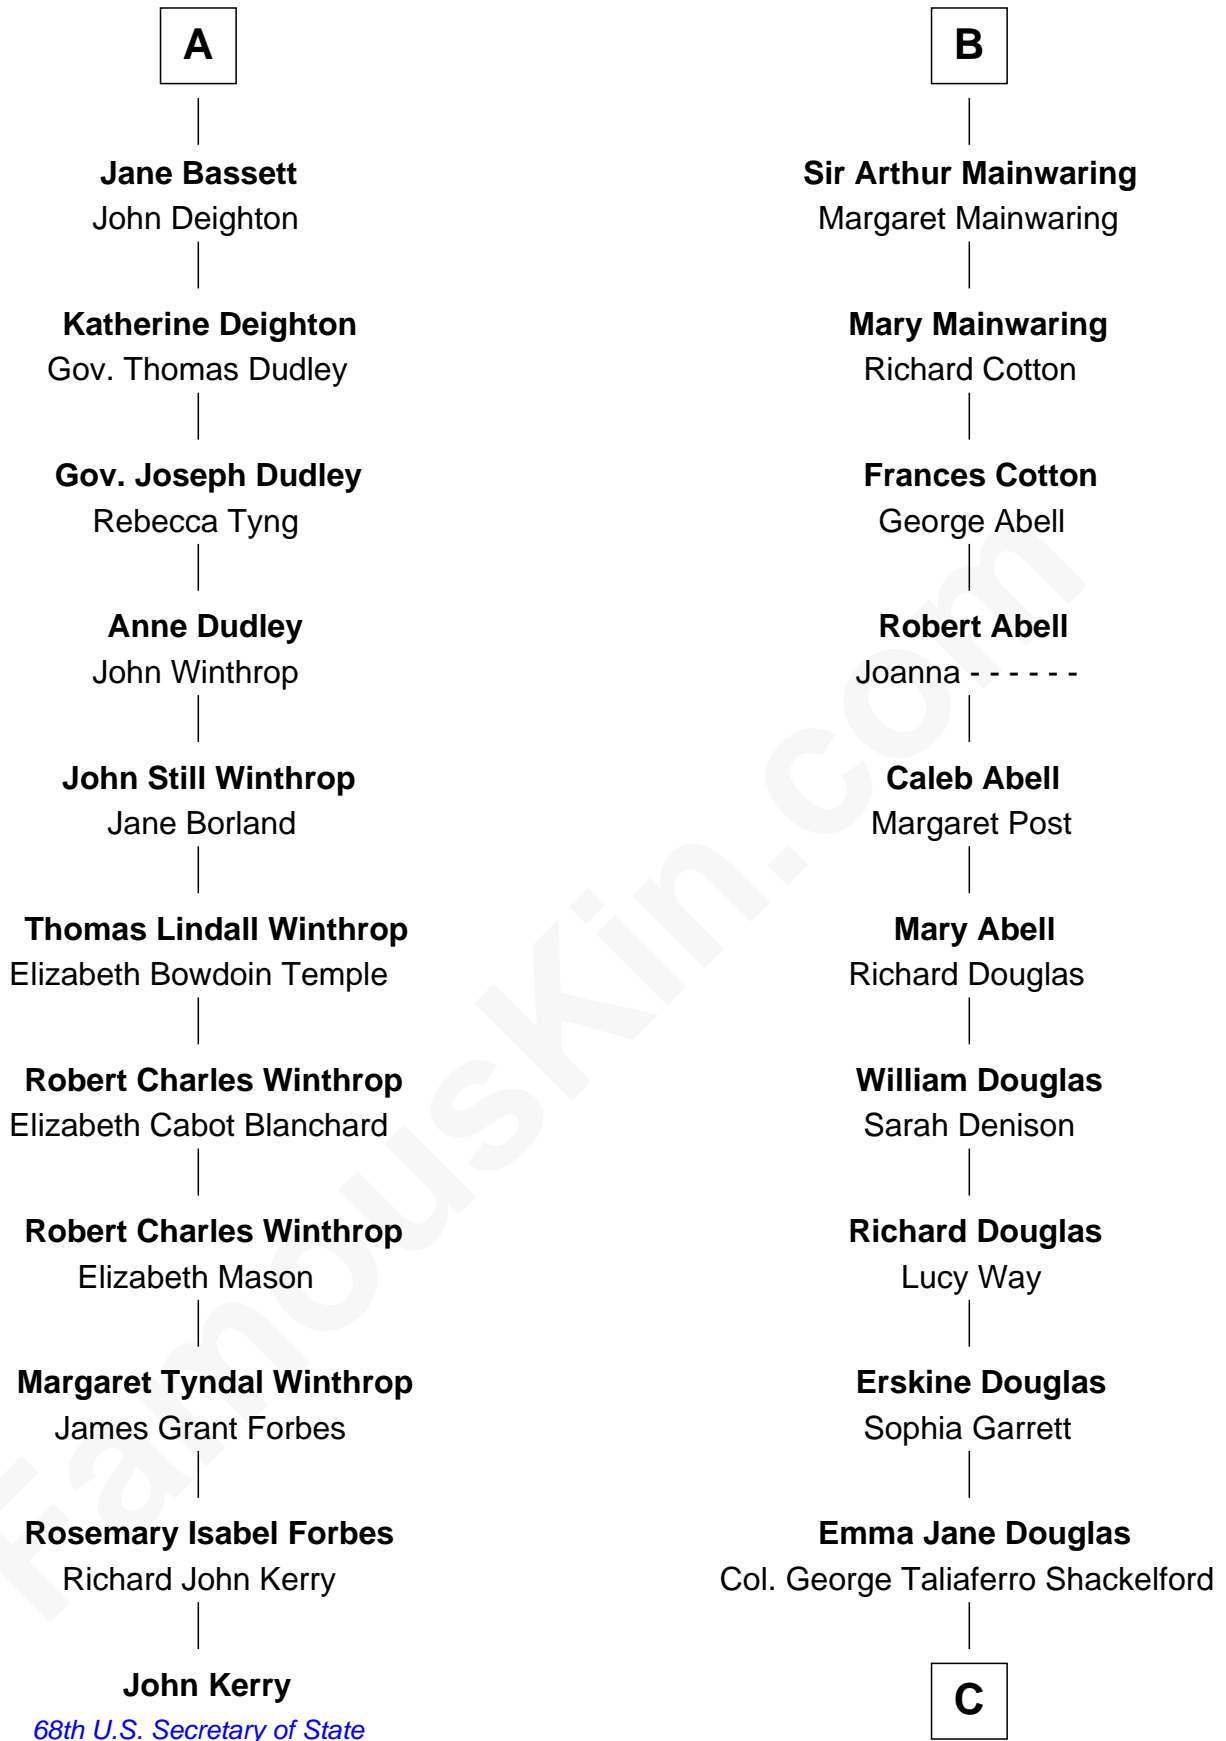 A
Jane Bassett
John Deighton
Katherine Deighton
Gov. Thomas Dudley
Gov. Joseph Dudley
Rebecca Tyng
Anne Dudley
John Winthrop
John Still Winthrop
Jane Borland
Thomas Lindall Winthrop
Elizabeth Bowdoin Temple
Robert Charles Winthrop
Elizabeth Cabot Blanchard
Robert Charles Winthrop
Elizabeth Mason
Margaret Tyndal Winthrop
James Grant Forbes
Rosemary Isabel Forbes
Richard John Kerry
John Kerry
68th U.S. Secretary of State
B
Sir Arthur Mainwaring
Margaret Mainwaring
Mary Mainwaring
Richard Cotton
Frances Cotton
George Abell
Robert Abell
Joanna - - - - - -
Caleb Abell
Margaret Post
Mary Abell
Richard Douglas
William Douglas
Sarah Denison
Richard Douglas
Lucy Way
Erskine Douglas
Sophia Garrett
Emma Jane Douglas
Col. George Taliaferro Shackelford
C
FamousKin.com